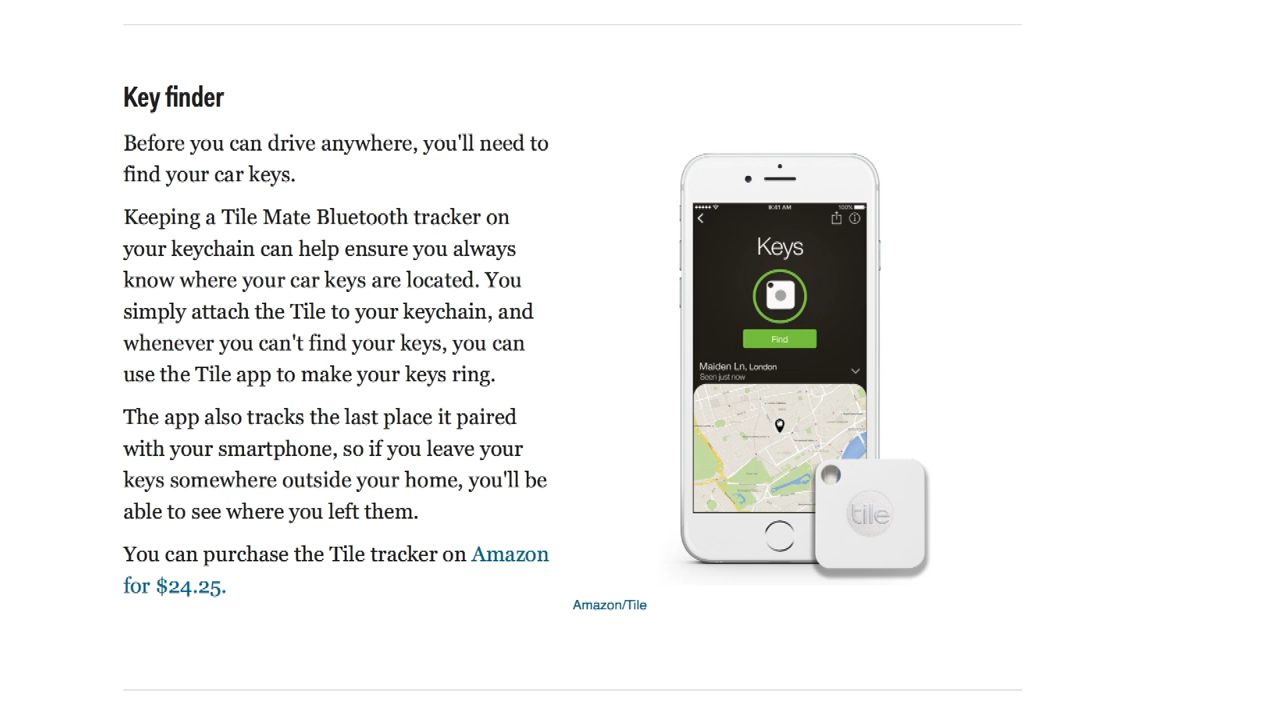 Key finder
Before you can drive anywhere, you'll need to
find your car keys.
Keeping a Tile Mate Bluetooth tracker on
your keychain can help ensure you always
know where your car keys are located. You
simply attach the Tile to your keychain, and
whenever you can't find your keys, you can
use the Tile app to make your keys ring.
The app also tracks the last place it paired
with your smartphone, so if you leave your
keys somewhere outside your home, you'll be
able to see where you left them.
You can purchase the Tile tracker on Amazon
for $24.25.
8:41 AM 100%
Keys
Find
Maiden Ln, London
Seen just now
tile
Amazon/Tile